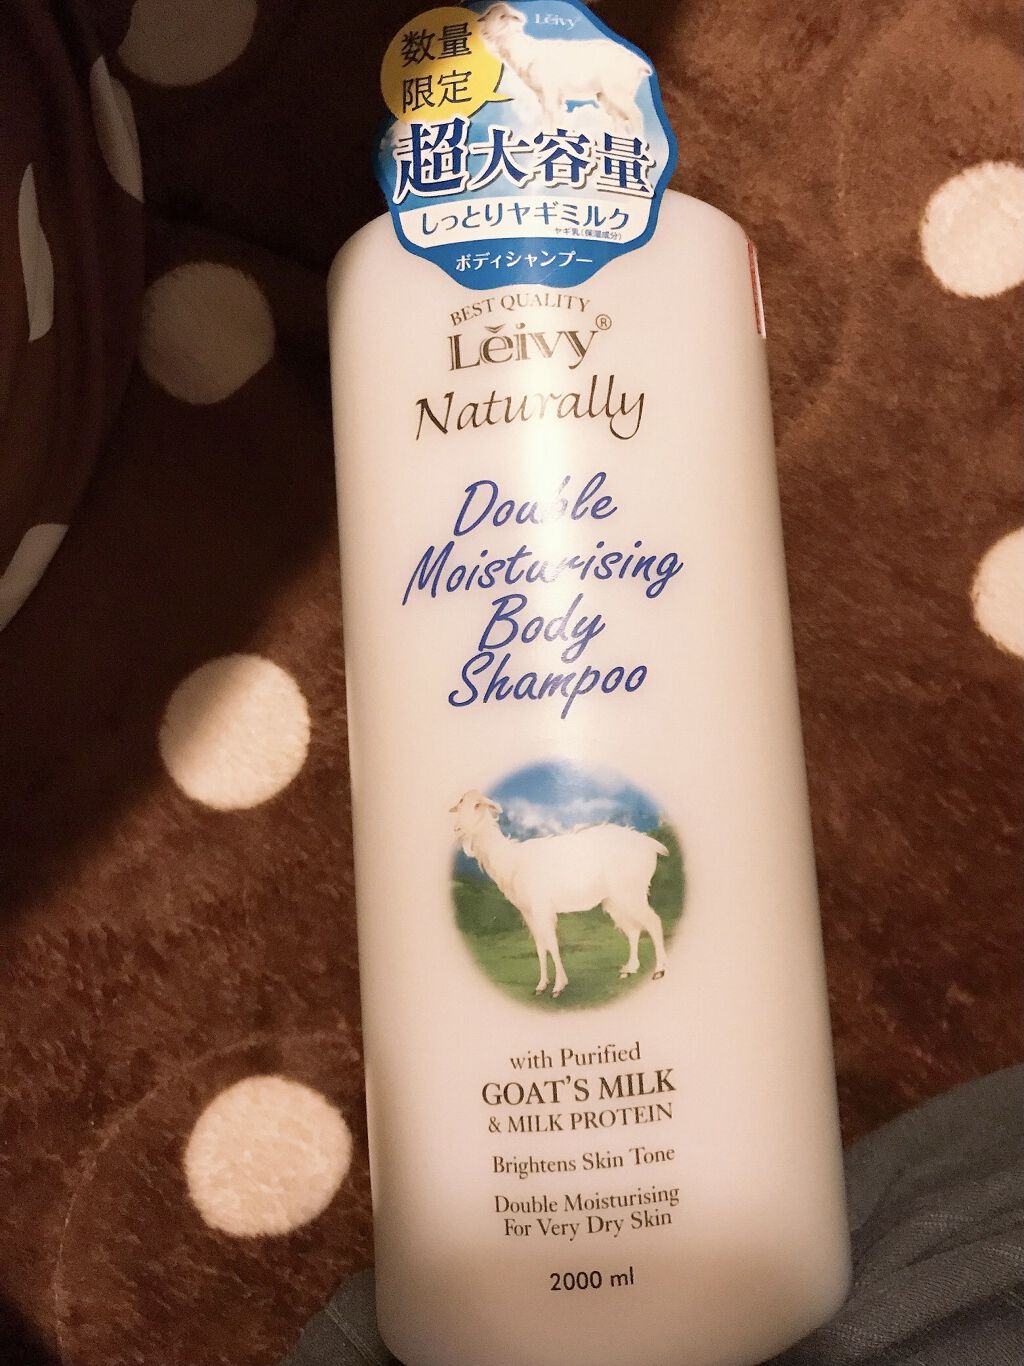 Lěivy
数量
限定
超大容量
しっとりヤギミルク
ヤギ乳(保湿成分)
ボディシャンプー
BEST QUALITY
Lěivy®
Naturally
Double
Moisturising
Body
Shampoo
with Purified
GOAT'S MILK
& MILK PROTEIN
Brightens Skin Tone
Double Moisturising
For Very Dry Skin
2000 ml